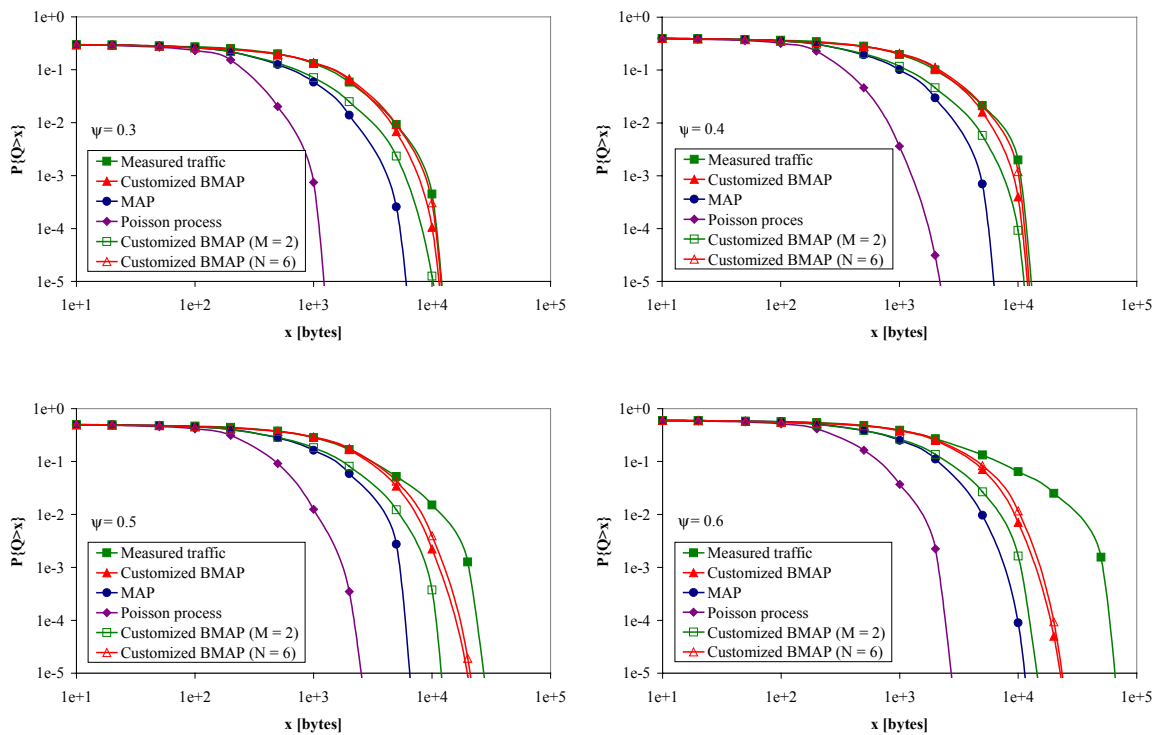 1e+0
1e-1
1e-2
1e-3
1e-4
1e-5
P{Q>x}
ψ = 0.3
Measured traffic
Customized BMAP
MAP
Poisson process
Customized BMAP (M = 2)
Customized BMAP (N = 6)
1e+1 1e+2 1e+3 1e+4 1e+5
x [bytes]
1e+0
1e-1
1e-2
1e-3
1e-4
1e-5
P{Q>x}
ψ = 0.4
Measured traffic
Customized BMAP
MAP
Poisson proces
Customized BMAP (M = 2)
Customized BMAP (N = 6)
1e+1 1e+2 1e+3 1e+4 1e+5
x [bytes]
1e+0
1e-1
1e-2
1e-3
1e-4
1e-5
P{Q>x}
ψ = 0.5
Measured traffic
Customized BMAP
MAP
Poisson process
Customized BMAP (M = 2)
Customized BMAP (N = 6)
1e+1 1e+2 1e+3 1e+4 1e+5
x [bytes]
1e+0
1e-1
1e-2
1e-3
1e-4
1e-5
P{Q>x}
ψ = 0.6
Measured traffic
Customized BMAP
MAP
Poisson process
Customized BMAP (M = 2)
Customized BMAP (N = 6)
1e+1 1e+2 1e+3 1e+4 1e+5
x [bytes]